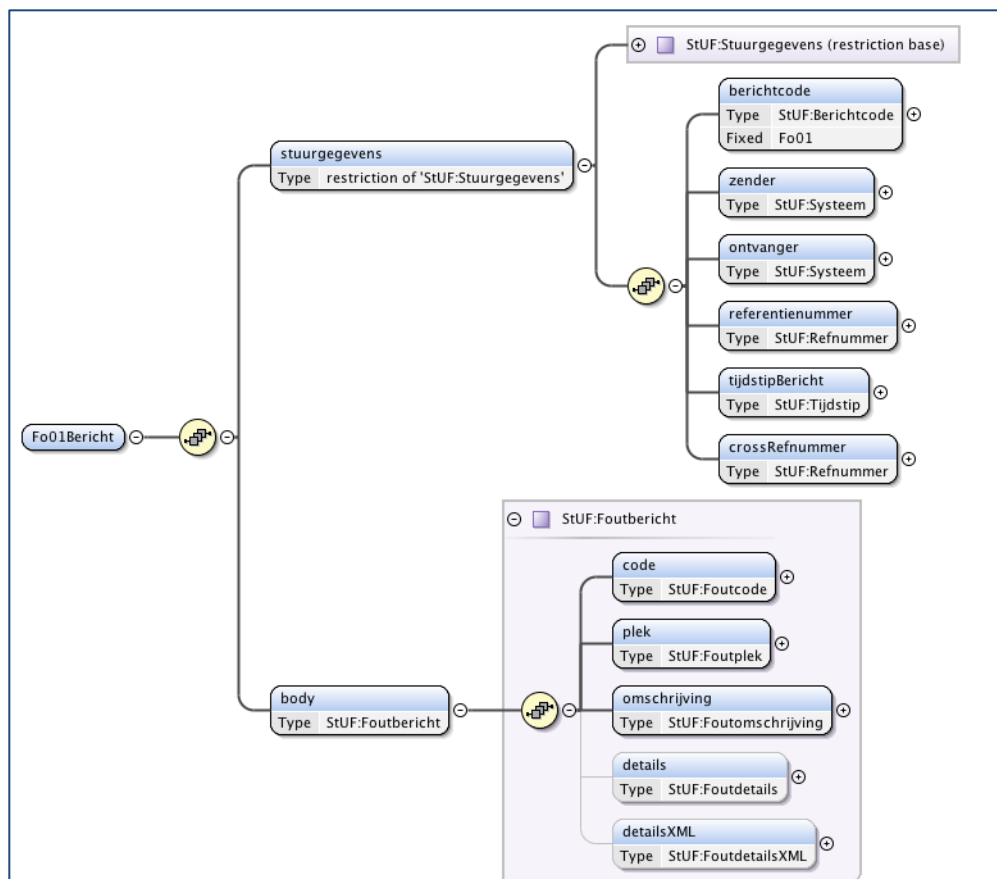 StUF:Stuurgegevens (restriction base)
berichtcode
Type StUF:Berichtcode
Fixed Fo01
stuurgegevens
Type restriction of 'StUF:Stuurgegevens'
zender
Type StUF:Systeem
ontvanger
Type StUF:Systeem
referentienummer
Type StUF:Refnummer
tijdstipBericht
Type StUF:Tijdstip
crossRefnummer
Type StUF:Refnummer
Fo01Bericht
StUF:Foutbericht
code
Type StUF:Foutcode
plek
Type StUF:Foutplek
body
Type StUF:Foutbericht
omschrijving
Type StUF:Foutomschrijving
details
Type StUF:Foutdetails
detailsXML
Type StUF:FoutdetailsXML